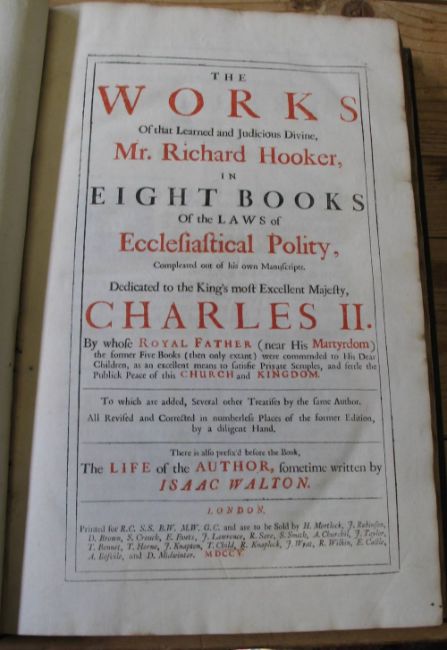 THE
WORKS
Of that Learned and Judicious Divine,
Mr. Richard Hooker,
IN
EIGHT BOOKS
Of the LAWS of
Eccleſiaſtical Polity,
Compleated out of his own Manuſcripts.
Dedicated to the King's moſt Excellent Majeſty,
CHARLES II.
By whoſe ROYAL FATHER (near His Martyrdom)
the former Five Books (then only extant) were commended to His Dear
Children, as an excellent means to ſatisfie Private Scruples, and ſettle the
Publick Peace of this CHURCH and KINGDOM.
To which are added, Several other Treatiſes by the ſame Author.
All Reviſed and Corrected in numberleſs Places of the former Edition,
by a diligent Hand.
There is alſo prefix'd before the Book,
The LIFE of the AUTHOR, ſometime written by
ISAAC WALTON.
LONDON,
Printed for R.C. S.S. B.W. M.W. G.C. and are to be Sold by B. Mortlock, J. Robinſon,
D. Brown, S. Crouch, E. Poole, J. Lawrence, R. Sare, S. Smith, A. Churchil, J. Taylor,
T. Bennet, T. Horne, J. Knapton, T. Child, R. Knaplock, J. Wyat, R. Wilkin, E. Caſtle,
and D. Midwinter. MDCCV.